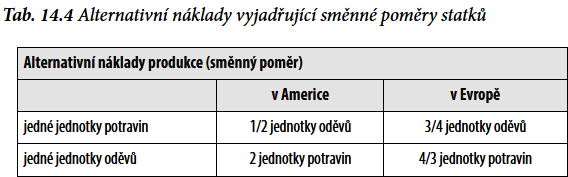 Tab. 14.4 Alternativní náklady vyjadřující směnné poměry statků
Alternativní náklady produkce (směnný poměr)
v Americe v Evropě
jedné jednotky potravin 1/2 jednotky oděvů 3/4 jednotky oděvů
jedné jednotky oděvů 2 jednotky potravin 4/3 jednotky potravin